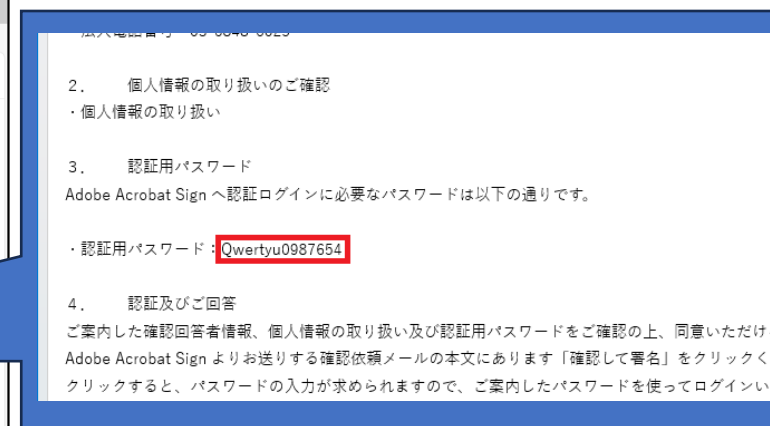 2. 個人情報の取り扱いのご確認
・個人情報の取り扱い
3. 認証用パスワード
Adobe Acrobat Sign へ認証ログインに必要なパスワードは以下の通りです。
・認証用パスワード：Qwertyu0987654
4. 認証及びご回答
ご案内した確認回答者情報、個人情報の取り扱い及び認証用パスワードをご確認の上、同意いただけ
Adobe Acrobat Sign よりお送りする確認依頼メールの本文にあります「確認して署名」をクリックく
クリックすると、パスワードの入力が求められますので、ご案内したパスワードを使ってログインい